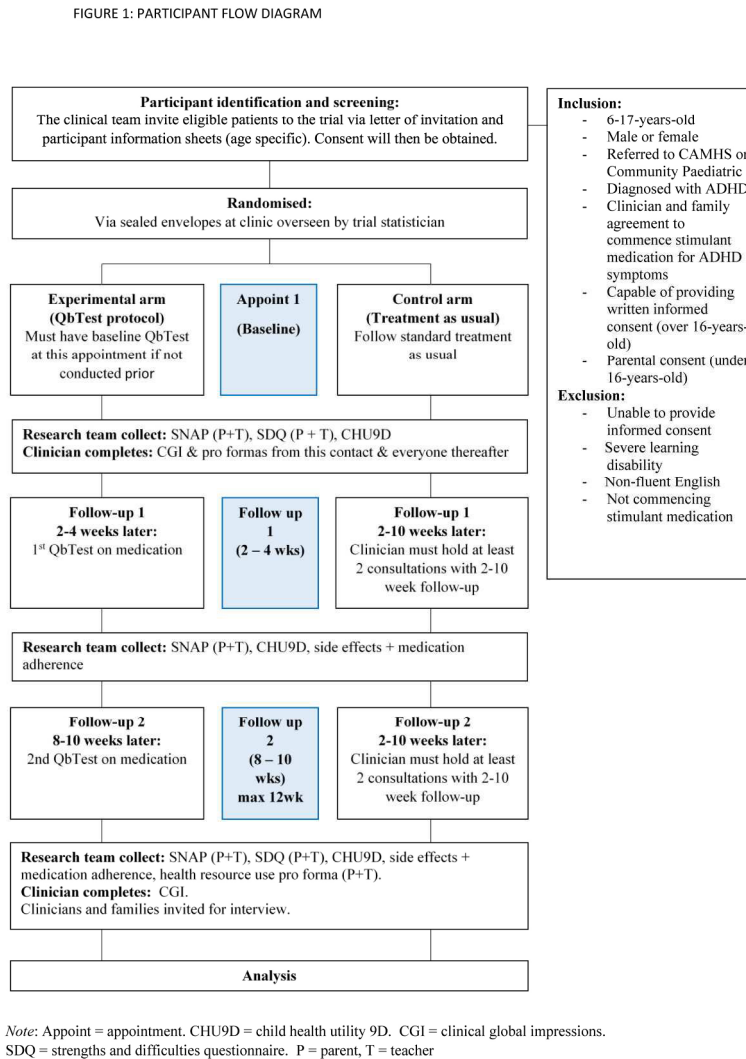 FIGURE 1: PARTICIPANT FLOW DIAGRAM
Participant identification and screening:
The clinical team invite eligible patients to the trial via letter of invitation and
participant information sheets (age specific). Consent will then be obtained.
Inclusion:
- 6-17-years-old
- Male or female
- Referred to CAMHS or
Community Paediatric
- Diagnosed with ADHD
- Clinician and family
agreement to
commence stimulant
medication for ADHD
symptoms
- Capable of providing
written informed
consent (over 16-years-
old)
- Parental consent (under
16-years-old)
Exclusion:
- Unable to provide
informed consent
- Severe learning
disability
- Non-fluent English
- Not commencing
stimulant medication
Randomised:
Via sealed envelopes at clinic overseen by trial statistician
Experimental arm
(QbTest protocol)
Must have baseline QbTest
at this appointment if not
conducted prior
Appoint 1
(Baseline)
Control arm
(Treatment as usual)
Follow standard treatment
as usual
Research team collect: SNAP (P+T), SDQ (P + T), CHU9D
Clinician completes: CGI & pro formas from this contact & everyone thereafter
Follow-up 1
2-4 weeks later:
1st QbTest on medication
Follow up
1
(2 – 4 wks)
Follow-up 1
2-10 weeks later:
Clinician must hold at least
2 consultations with 2-10
week follow-up
Research team collect: SNAP (P+T), CHU9D, side effects + medication
adherence
Follow-up 2
8-10 weeks later:
2nd QbTest on medication
Follow up
2
(8 – 10
wks)
max 12wk
Follow-up 2
2-10 weeks later:
Clinician must hold at least
2 consultations with 2-10
week follow-up
Research team collect: SNAP (P+T), SDQ (P+T), CHU9D, side effects +
medication adherence, health resource use pro forma (P+T).
Clinician completes: CGI.
Clinicians and families invited for interview.
Analysis
Note: Appoint = appointment. CHU9D = child health utility 9D. CGI = clinical global impressions.
SDQ = strengths and difficulties questionnaire. P = parent, T = teacher